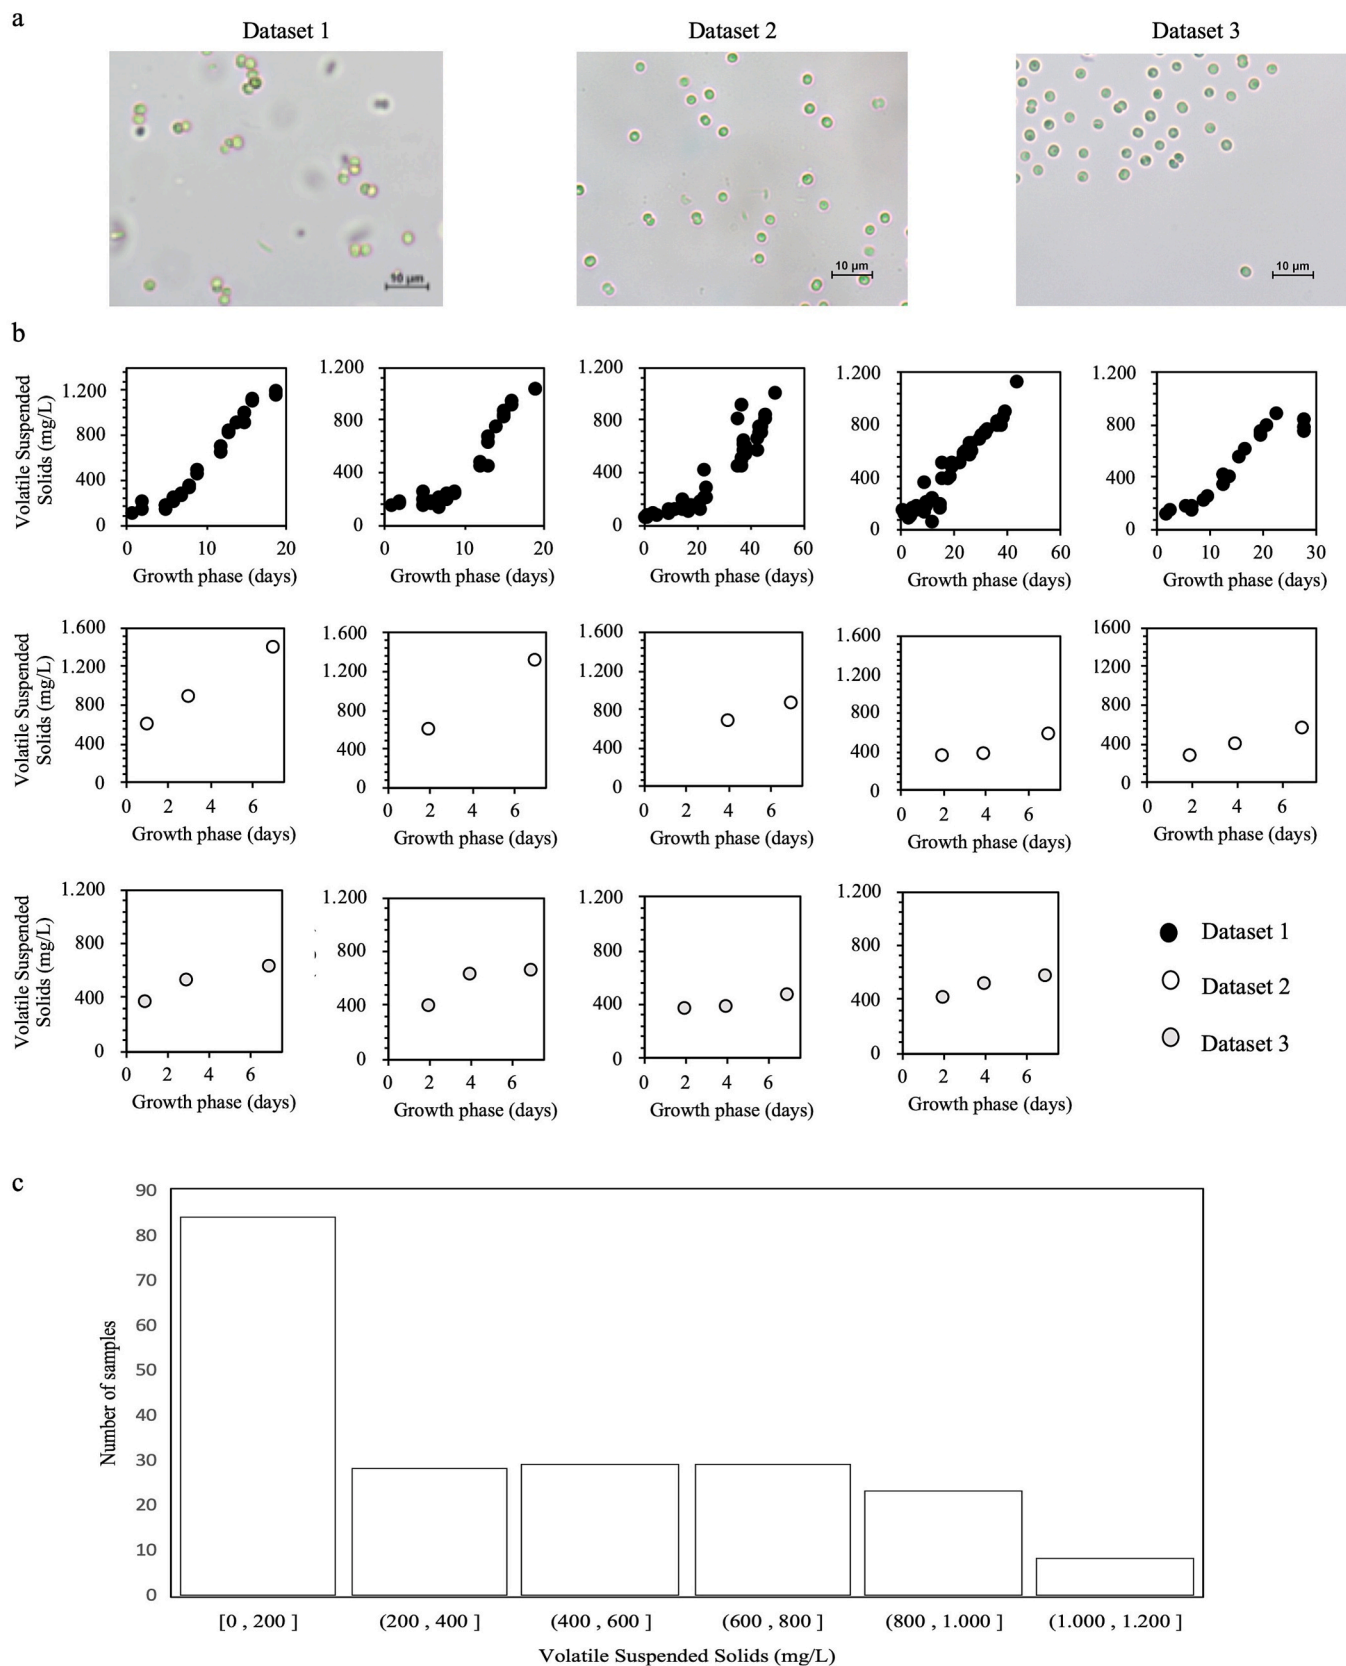 a
Dataset 1
Dataset 2
Dataset 3
10 µm
10 µm
10 µm
b
Volatile Suspended
Solids (mg/L)
1.200
800
400
0
0 10 20
Growth phase (days)
1.200
800
400
0
0 10 20
Growth phase (days)
1.200
800
400
0
0 20 40 60
Growth phase (days)
1.200
800
400
0
0 20 40 60
Growth phase (days)
1.200
800
400
0
0 10 20 30
Growth phase (days)
Volatile Suspended
Solids (mg/L)
1.600
1.200
800
400
0
0 2 4 6
Growth phase (days)
1.600
1.200
800
400
0
0 2 4 6
Growth phase (days)
1.600
1.200
800
400
0
0 2 4 6
Growth phase (days)
1.600
1.200
800
400
0
0 2 4 6
Growth phase (days)
1600
1200
800
400
0
0 2 4 6
Growth phase (days)
Volatile Suspended
Solids (mg/L)
1.200
800
400
0
0 2 4 6
Growth phase (days)
1.200
800
400
0
0 2 4 6
Growth phase (days)
1.200
800
400
0
0 2 4 6
Growth phase (days)
1.200
800
400
0
0 2 4 6
Growth phase (days)
Dataset 1
Dataset 2
Dataset 3
c
Number of samples
90
80
70
60
50
40
30
20
10
0
[0 , 200 ] (200 , 400 ] (400 , 600 ] (600 , 800 ] (800 , 1.000 ] (1.000 , 1.200 ]
Volatile Suspended Solids (mg/L)